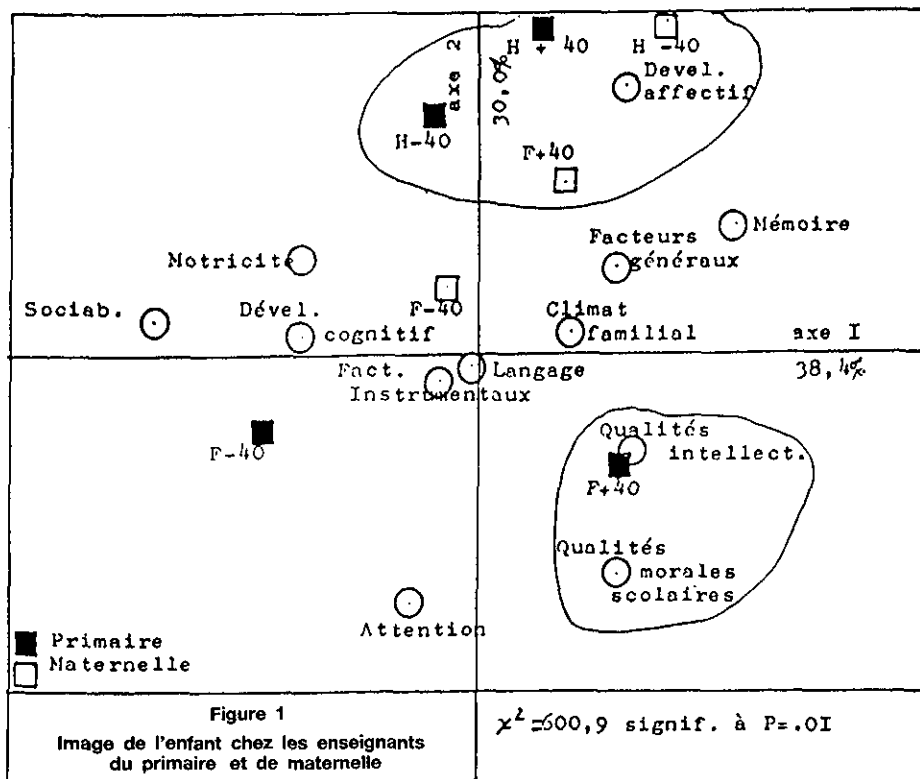 axe 2
30,0%
H + 40
H -40
Devel.
affectif
H-40
F+40
Mémoire
Facteurs
généraux
Motricité
F-40
Sociab.
Dével.
cognitif
Climat
familial
axe I
38,4%
Fact.
Instrumentaux
Langage
F-40
Qualités
intellect.
F+40
Qualités
morales
scolaires
Attention
Primaire
Maternelle
Figure 1
Image de l'enfant chez les enseignants
du primaire et de maternelle
χ² =600,9 signif. à P=.0I